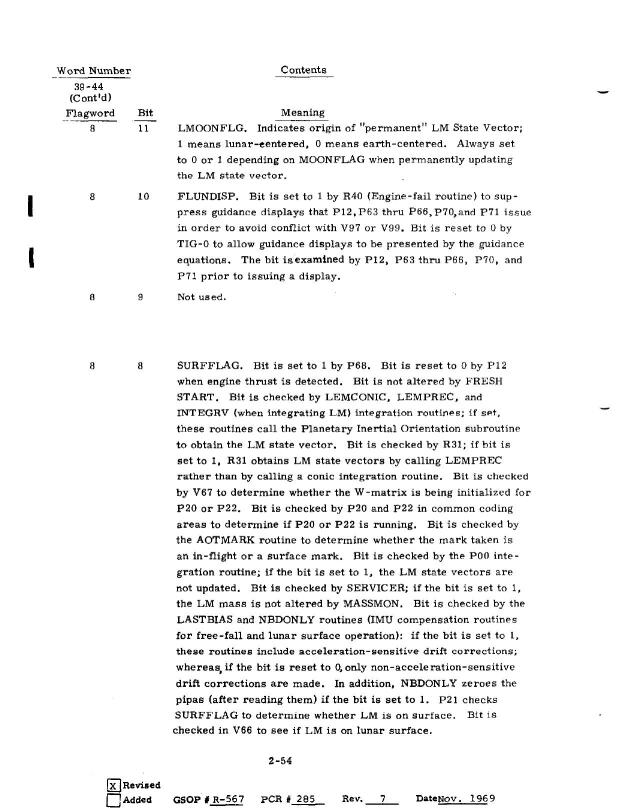 Word Number Contents
39-44
(Cont'd)
Flagword Bit Meaning
8 11 LMOONFLG. Indicates origin of "permanent" LM State Vector;
1 means lunar-centered, 0 means earth-centered. Always set
to 0 or 1 depending on MOONFLAG when permanently updating
the LM state vector.
8 10 FLUNDISP. Bit is set to 1 by R40 (Engine-fail routine) to sup-
press guidance displays that P12, P63 thru P66, P70, and P71 issue
in order to avoid conflict with V97 or V99. Bit is reset to 0 by
TIG-0 to allow guidance displays to be presented by the guidance
equations. The bit is examined by P12, P63 thru P66, P70, and
P71 prior to issuing a display.
8 9 Not used.
8 8 SURFFLAG. Bit is set to 1 by P68. Bit is reset to 0 by P12
when engine thrust is detected. Bit is not altered by FRESH
START. Bit is checked by LEMCONIC, LEMPREC, and
INTEGRV (when integrating LM) integration routines; if set,
these routines call the Planetary Inertial Orientation subroutine
to obtain the LM state vector. Bit is checked by R31; if bit is
set to 1, R31 obtains LM state vectors by calling LEMPREC
rather than by calling a conic integration routine. Bit is checked
by V67 to determine whether the W-matrix is being initialized for
P20 or P22. Bit is checked by P20 and P22 in common coding
areas to determine if P20 or P22 is running. Bit is checked by
the AOTMARK routine to determine whether the mark taken is
an in-flight or a surface mark. Bit is checked by the P00 inte-
gration routine; if the bit is set to 1, the LM state vectors are
not updated. Bit is checked by SERVICER; if the bit is set to 1,
the LM mass is not altered by MASSMON. Bit is checked by the
LASTBIAS and NBDONLY routines (IMU compensation routines
for free-fall and lunar surface operation): if the bit is set to 1,
these routines include acceleration-sensitive drift corrections;
whereas, if the bit is reset to 0, only non-acceleration-sensitive
drift corrections are made. In addition, NBDONLY zeroes the
pipas (after reading them) if the bit is set to 1. P21 checks
SURFFLAG to determine whether LM is on surface. Bit is
checked in V66 to see if LM is on lunar surface.
2-54
X Revised
Added GSOP # R-567 PCR # 285 Rev. 7 Date Nov. 1969